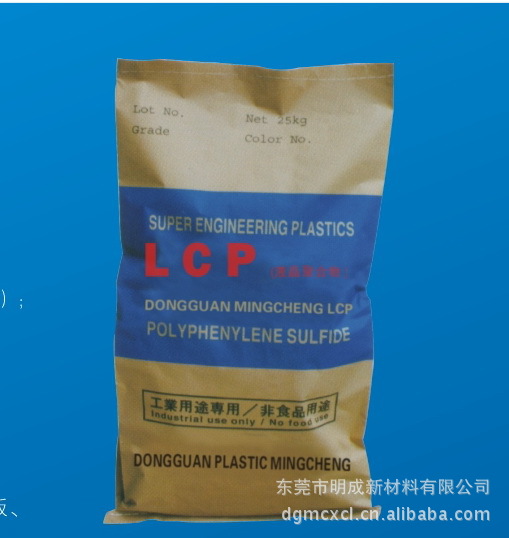 Lot No.
Net 25kg
Grade
Color No.
SUPER ENGINEERING PLASTICS
LCP
DONGGUAN MINGCHENG LCP
POLYPHENYLENE SULFIDE
）；
工業用途専用／非食品用途
Industrial use only / No food use
DONGGUAN PLASTIC MINGCHENG
东莞市明成新材料有限公司
dgmcxcl.cn.alibaba.com
板、